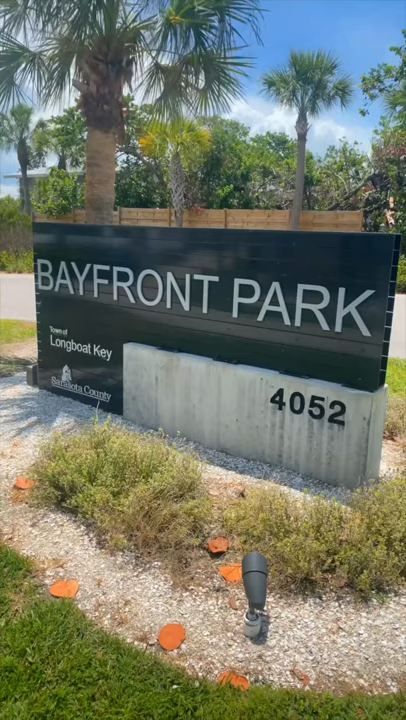 BAYFRONT PARK
Town of
Longboat Key
Sarasota County
4052